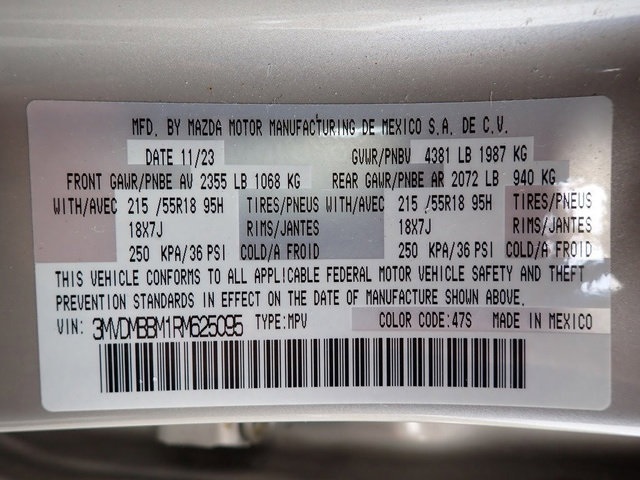 MFD. BY MAZDA MOTOR MANUFACTURING DE MEXICO S.A. DE C.V.
DATE 11/23 GVWR/PNBV 4381 LB 1987 KG
FRONT GAWR/PNBE AV 2355 LB 1068 KG REAR GAWR/PNBE AR 2072 LB 940 KG
WITH/AVEC 215 /55R18 95H TIRES/PNEUS WITH/AVEC 215 /55R18 95H TIRES/PNEUS
18X7J RIMS/JANTES 18X7J RIMS/JANTES
250 KPA/36 PSI COLD/A FROID 250 KPA/36 PSI COLD/A FROID
THIS VEHICLE CONFORMS TO ALL APPLICABLE FEDERAL MOTOR VEHICLE SAFETY AND THEFT
PREVENTION STANDARDS IN EFFECT ON THE DATE OF MANUFACTURE SHOWN ABOVE.
VIN: 3MVDMBBM1RM625095 TYPE:MPV COLOR CODE:47S MADE IN MEXICO